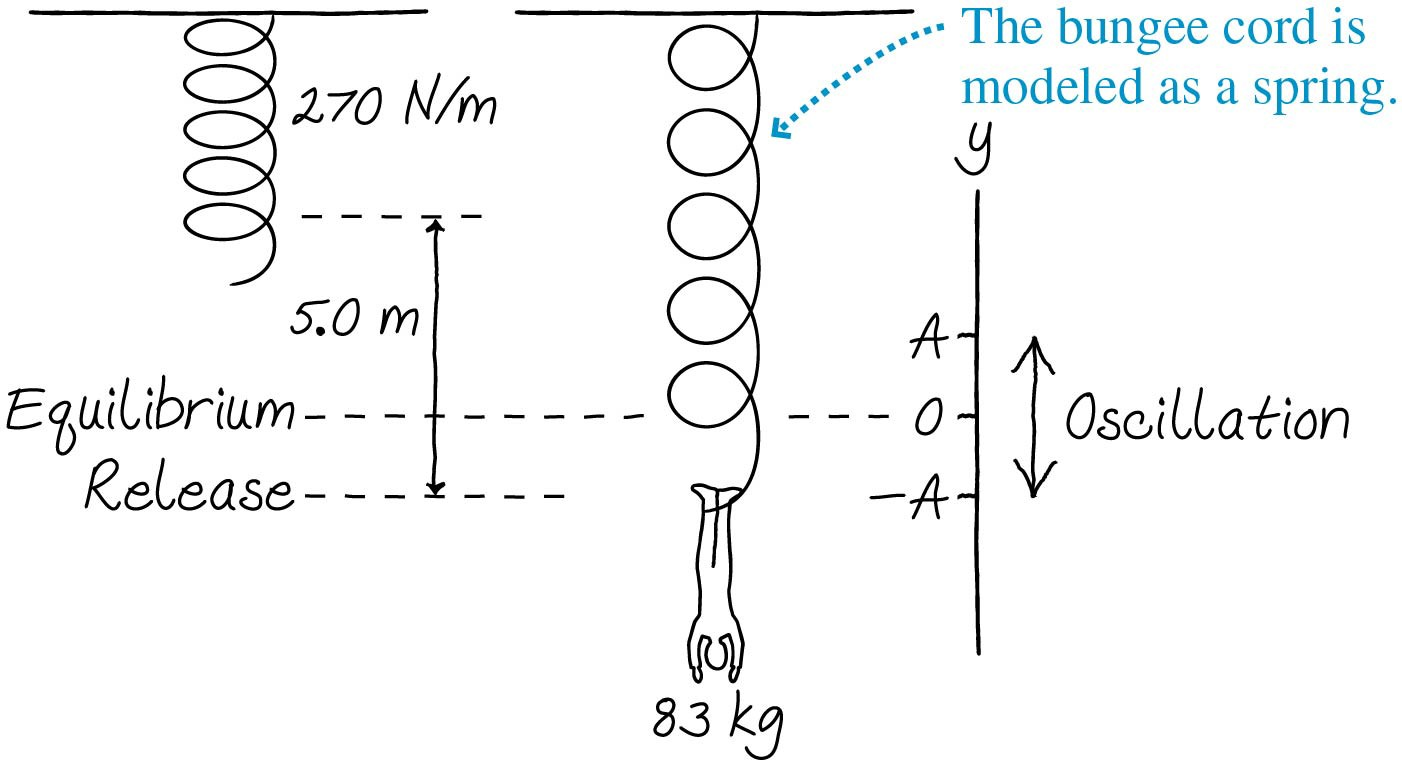 The bungee cord is
modeled as a spring.
270 N/m
y
5.0 m
A
Equilibrium
0
Oscillation
Release
-A
83 kg